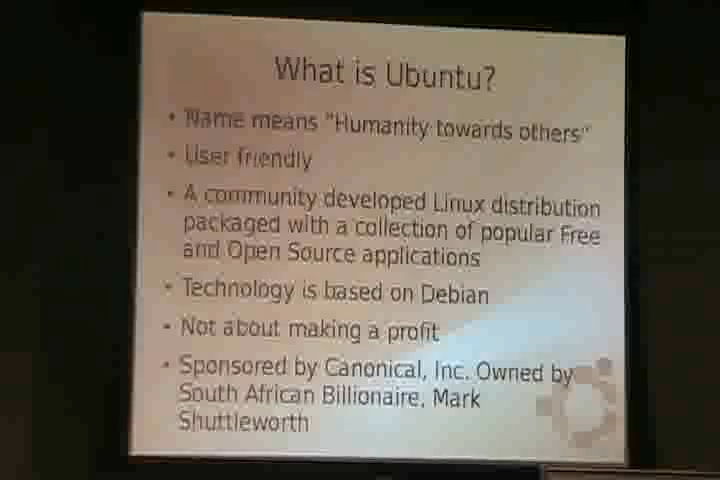 What is Ubuntu?
• Name means "Humanity towards others"
• User friendly
• A community developed Linux distribution
packaged with a collection of popular Free
and Open Source applications
• Technology is based on Debian
• Not about making a profit
• Sponsored by Canonical, Inc. Owned by
South African Billionaire, Mark
Shuttleworth